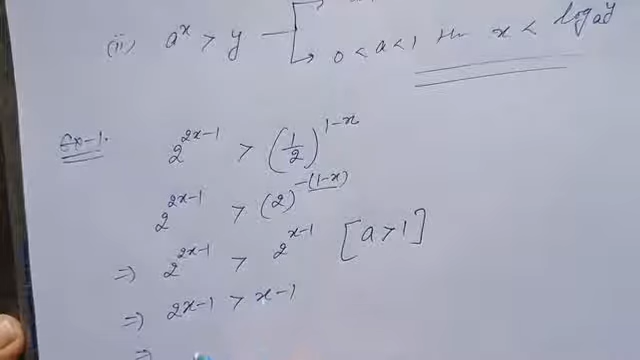 (ii) a^x > y 0 < a < 1 then x < log_a y
Ex-1. 2^{2x-1} > (1/2)^{1-x}
2^{2x-1} > (2)^{-(1-x)}
⇒ 2^{2x-1} > 2^{x-1} [a > 1]
⇒ 2x-1 > x-1
⇒